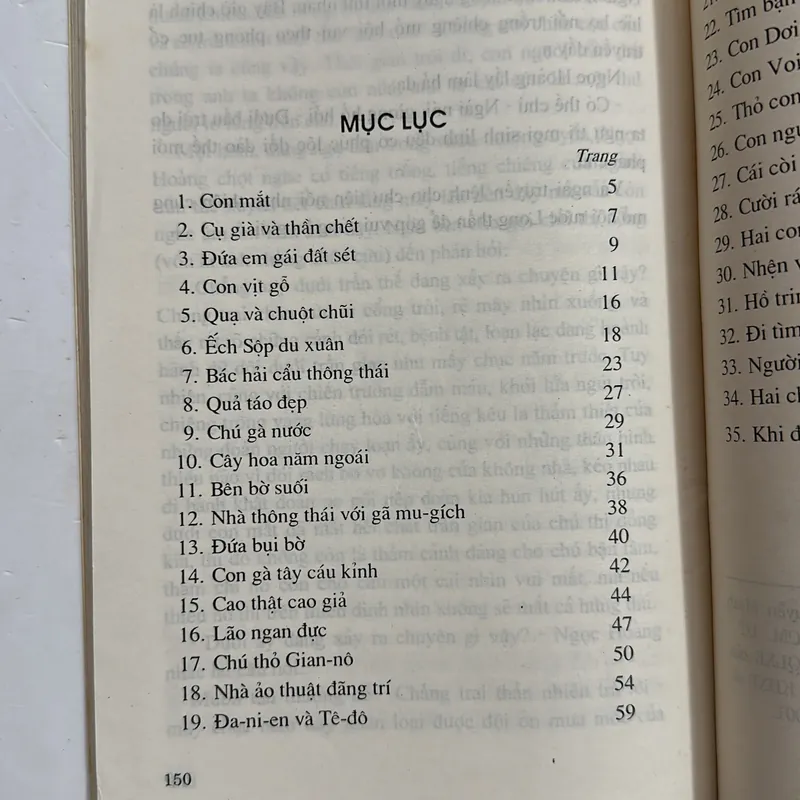 MỤC LỤC
Trang
1. Con mắt 5
2. Cụ già và thần chết 7
3. Đứa em gái đất sét 9
4. Con vịt gỗ 11
5. Quạ và chuột chũi 16
6. Ếch Sộp du xuân 18
7. Bác hải cẩu thông thái 23
8. Quả táo đẹp 27
9. Chú gà nước 29
10. Cây hoa năm ngoái 31
11. Bên bờ suối 36
12. Nhà thông thái với gã mu-gích 38
13. Đứa bụi bờ 40
14. Con gà tây cáu kỉnh 42
15. Cao thật cao giả 44
16. Lão ngan đực 47
17. Chú thỏ Gian-nô 50
18. Nhà ảo thuật đãng trí 54
19. Đa-ni-en và Tê-đô 59
150
22. Tìm bạn
23. Con Dơi
24. Con Voi
25. Thỏ con
26. Con
27. Cái còi
28. Cười
29. Hai
30. Nhện
31. Hồ
32. Đi tìm
33. Người
34. Hai
35. Khi